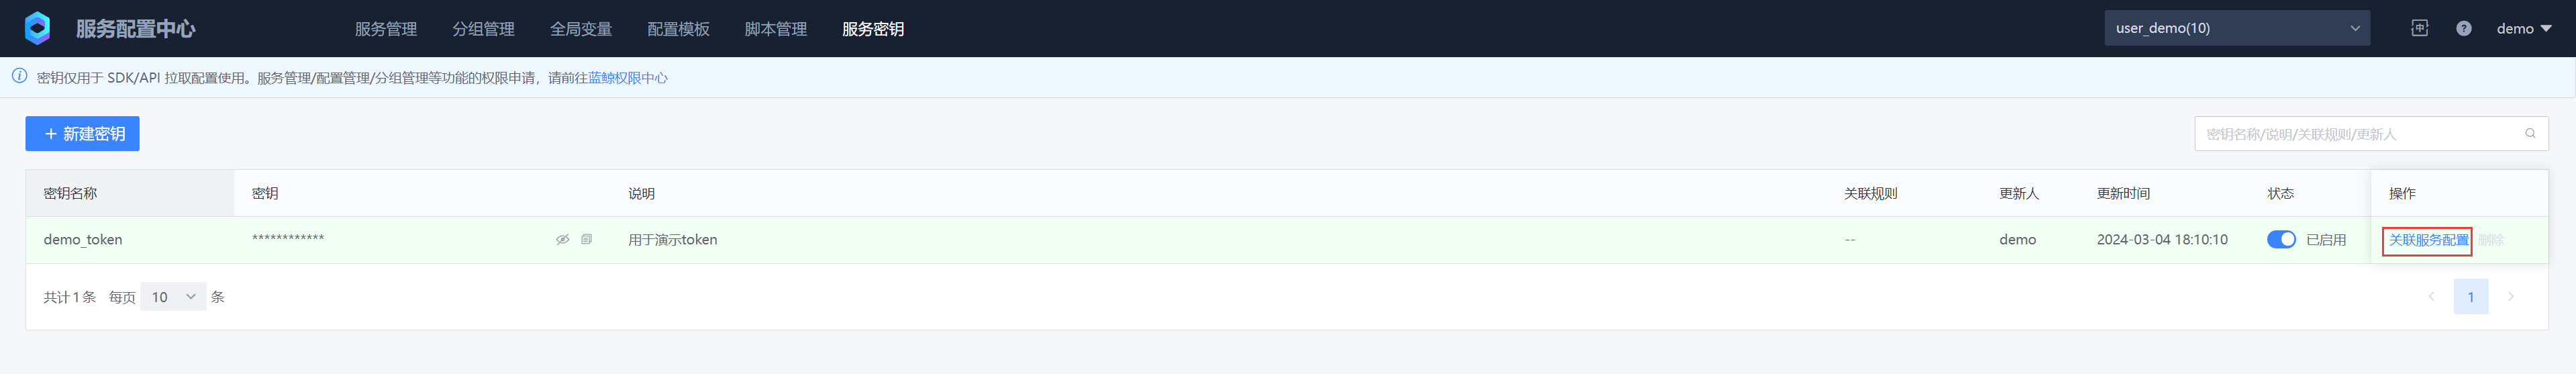 服务配置中心 服务管理 分组管理 全局变量 配置模板 脚本管理 服务密钥 user_demo(10) 中 ? demo
密钥仅用于 SDK/API 拉取配置使用。服务管理/配置管理/分组管理等功能的权限申请，请前往蓝鲸权限中心
+ 新建密钥 密钥名称/说明/关联规则/更新人
密钥名称 密钥 说明 关联规则 更新人 更新时间 状态 操作
demo_token ************ 用于演示token -- demo 2024-03-04 18:10:10 已启用 关联服务配置 删除
共计 1 条 每页 10 条 1